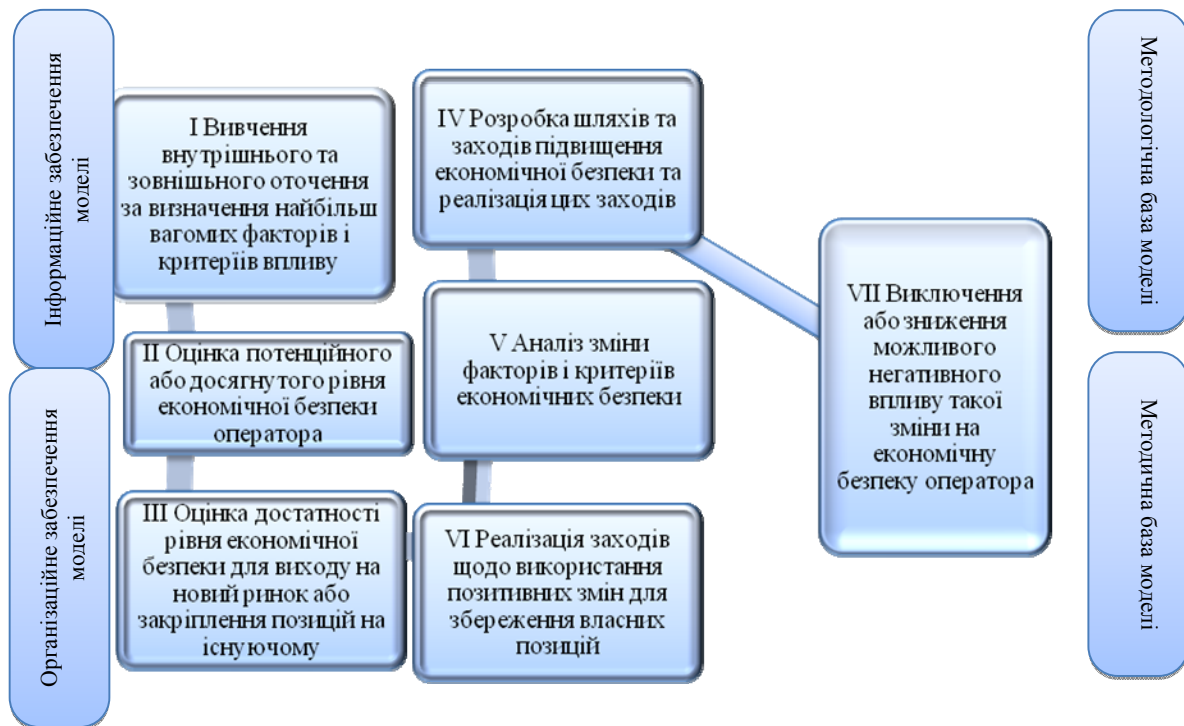 Інформаційне забезпечення
моделі
Організаційне забезпечення
моделі
І Вивчення
внутрішнього та
зовнішього оточення
за визначення найбільш
вагомих факторів і
критеріїв впливу
ІІ Оцінка потенційного
або досягнутого рівня
економічної безпеки
оператора
ІІІ Оцінка достатності
рівня економічної
безпеки для виходу на
новий ринок або
закріплення позицій на
існуючому
IV Розробка шляхів та
заходів підвищення
економічної безпеки та
реалізація цих заходів
V Аналіз зміни
факторів і критеріїв
економічних безпеки
VI Реалізація заходів
щодо використання
позитивних змін для
збереження власних
позицій
VII Виключення
або зниження
можливого
негативного
впливу такої
зміни на
економічну
безпеку оператора
Методологічна база моделі
Методична база моделі